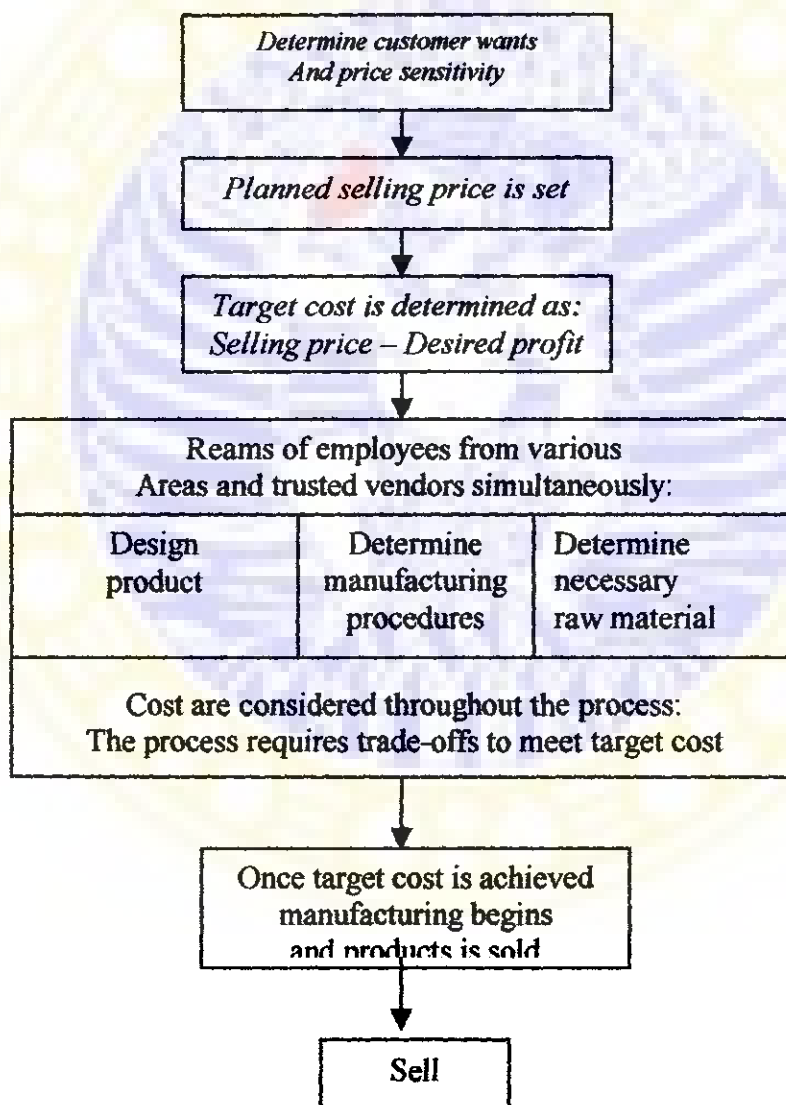 Determine customer wants
And price sensitivity
Planned selling price is set
Target cost is determined as:
Selling price – Desired profit
Reams of employees from various
Areas and trusted vendors simultaneously:
Design
product
Determine
manufacturing
procedures
Determine
necessary
raw material
Cost are considered throughout the process:
The process requires trade-offs to meet target cost
Once target cost is achieved
manufacturing begins
and products is sold
Sell